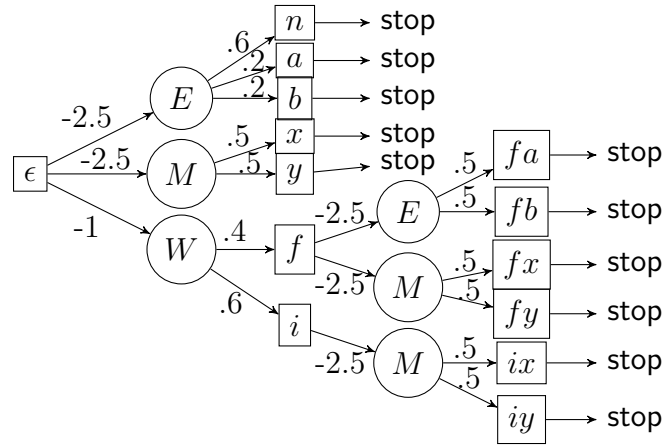 n stop
.6
a stop
.2
E
.2 b stop
-2.5
.5 x stop
-2.5 M .5 y stop
ϵ
.5 fa stop
E
-2.5 .5 fb stop
-1
W .4 f
.5 fx stop
-2.5 M .5 fy stop
.6
i
-2.5 M .5 ix stop
.5
iy stop